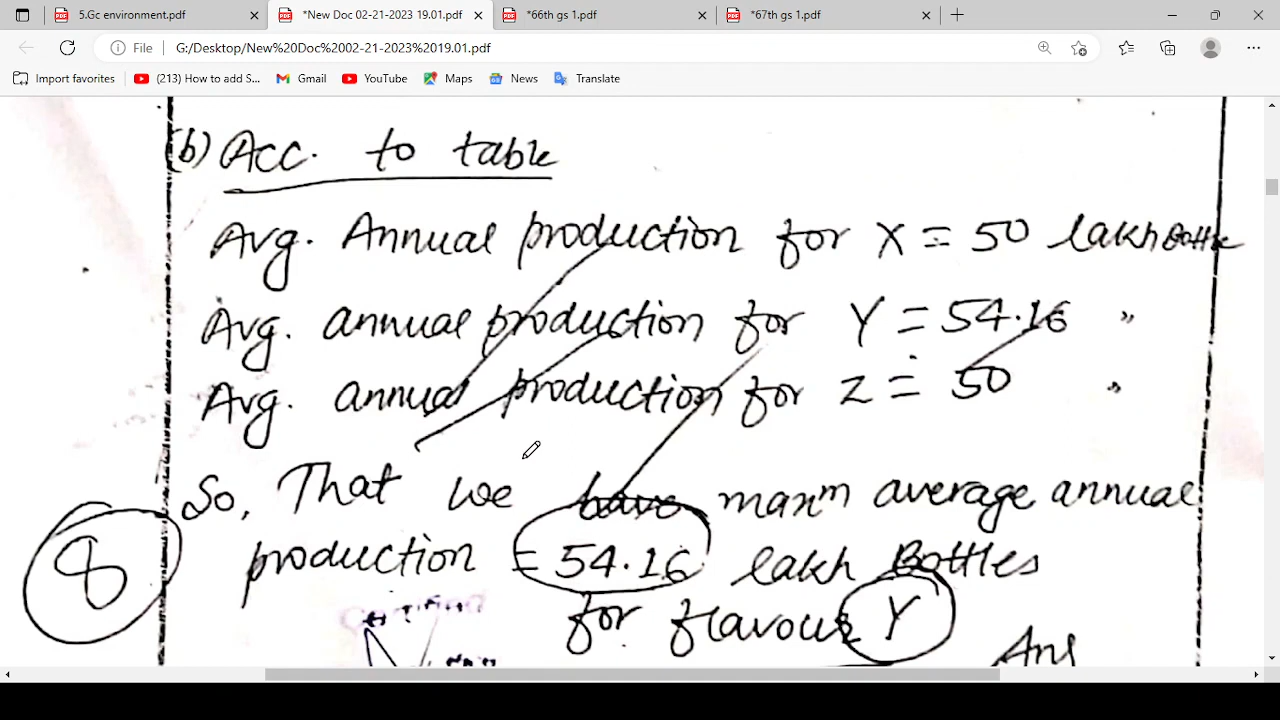 5.Gc environment.pdf
*New Doc 02-21-2023 19.01.pdf
*66th gs 1.pdf
*67th gs 1.pdf
File G:/Desktop/New%20Doc%2002-21-2023%2019.01.pdf
Import favorites (213) How to add S... Gmail YouTube Maps News Translate
(b) Acc. to table
Avg. Annual production for X = 50 lakh Bottle
Avg. annual production for Y = 54.16 "
Avg. annual production for Z = 50 "
So, That we have maxm average annual
production = 54.16 lakh Bottles
8
for flavour Y
Ans